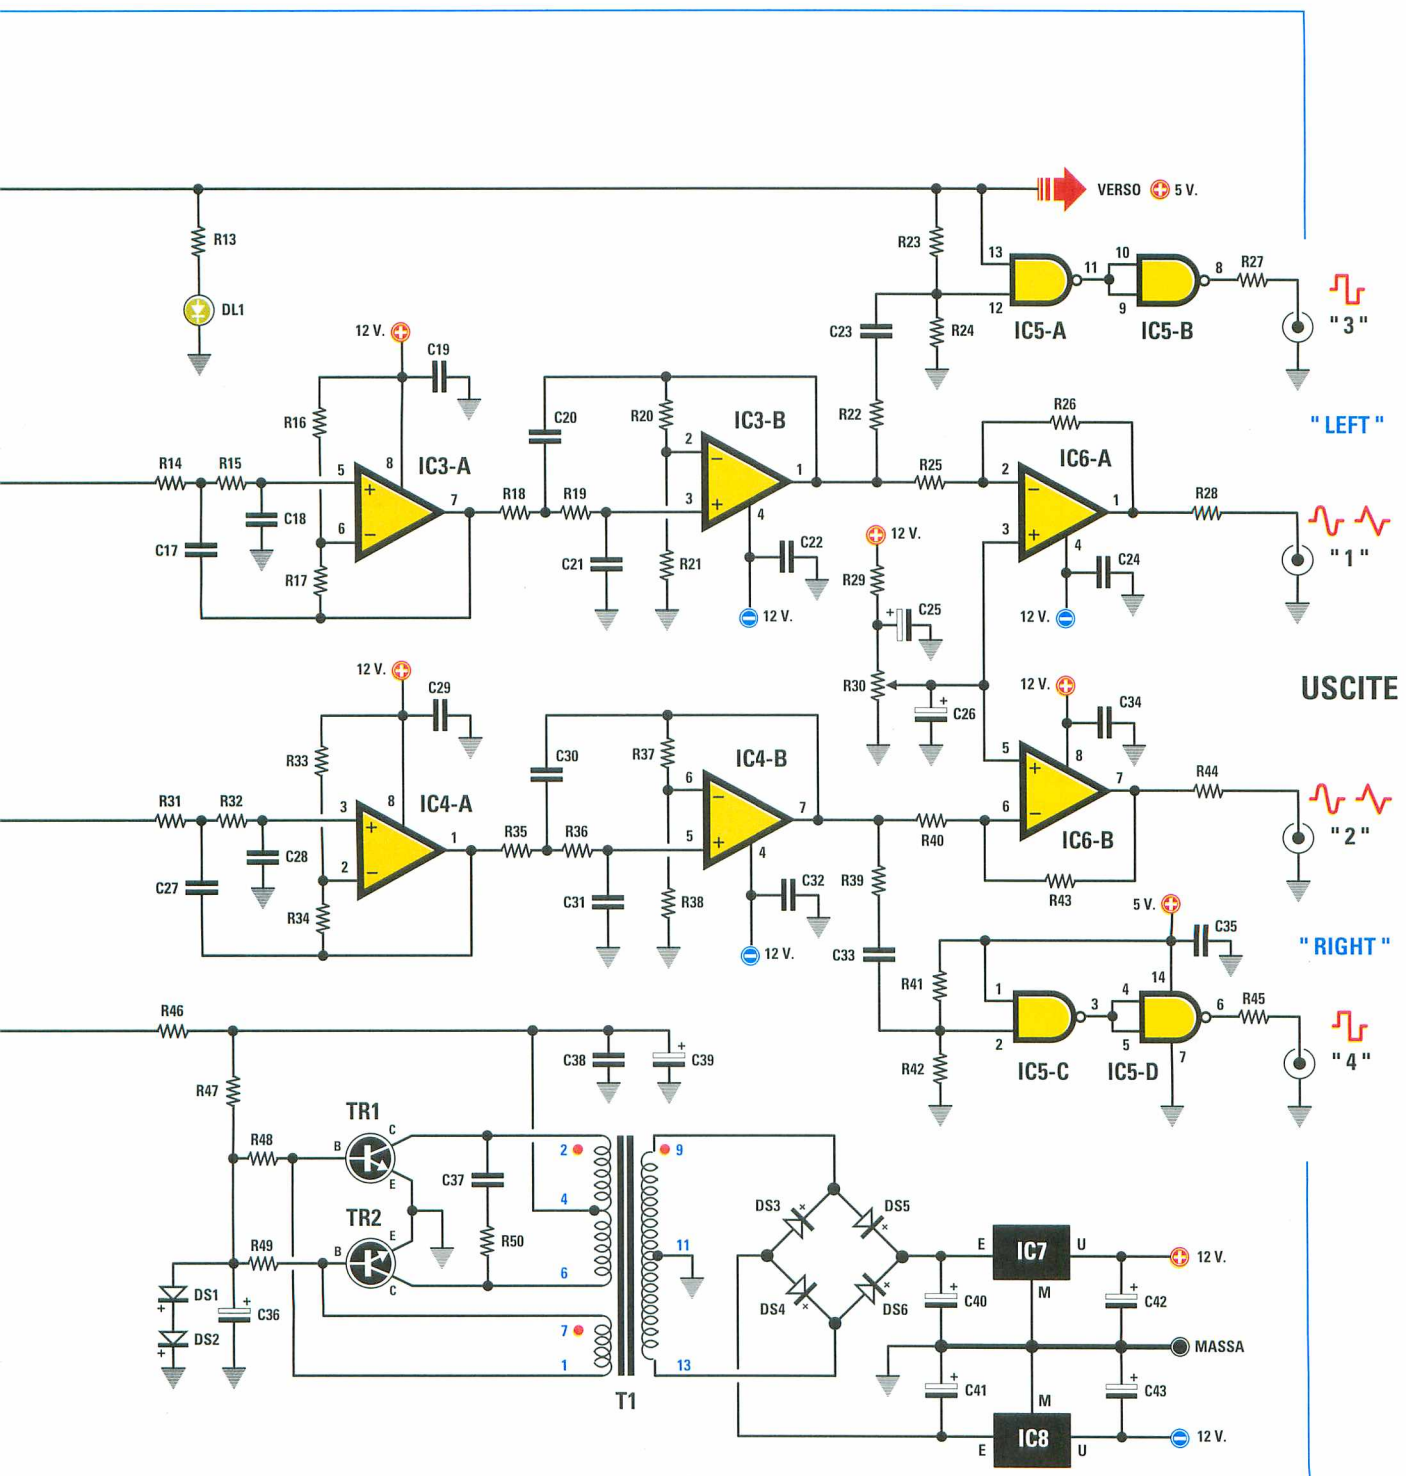 VERSO + 5 V.
R13
DL1
R23
13
12
11
10
9
8
R27
IC5-A
IC5-B
" 3 "
R24
C23
12 V. +
C19
R16
8
IC3-A
R14
R15
5
+
6
−
7
C18
C17
R17
C20
R20
IC3-B
2
−
3
+
1
4
R18
R19
C21
R21
C22
− 12 V.
R22
R26
" LEFT "
IC6-A
R25
2
−
3
+
1
4
R28
" 1 "
+ 12 V.
R29
C24
12 V. −
+
C25
R30
+
C26
USCITE
12 V. +
C34
5
+
6
−
8
7
IC6-B
R44
" 2 "
12 V. +
C29
R33
8
IC4-A
R31
R32
3
+
2
−
1
C28
C27
R34
C30
R37
IC4-B
6
−
5
+
7
4
R35
R36
C31
R38
C32
− 12 V.
R40
R43
R39
C33
5 V. +
C35
" RIGHT "
R41
14
1
2
3
4
5
6
7
R45
IC5-C
IC5-D
" 4 "
R42
R46
C38
+
C39
R47
TR1
C
B
E
R48
TR2
E
B
C
R49
C37
R50
DS1
+
DS2
+
+
C36
2
4
6
7
1
9
11
13
T1
DS3
+
DS5
+
DS4
+
DS6
+
E
IC7
U
M
+ 12 V.
+
C40
+
C42
MASSA
+
C41
+
C43
M
E
IC8
U
− 12 V.